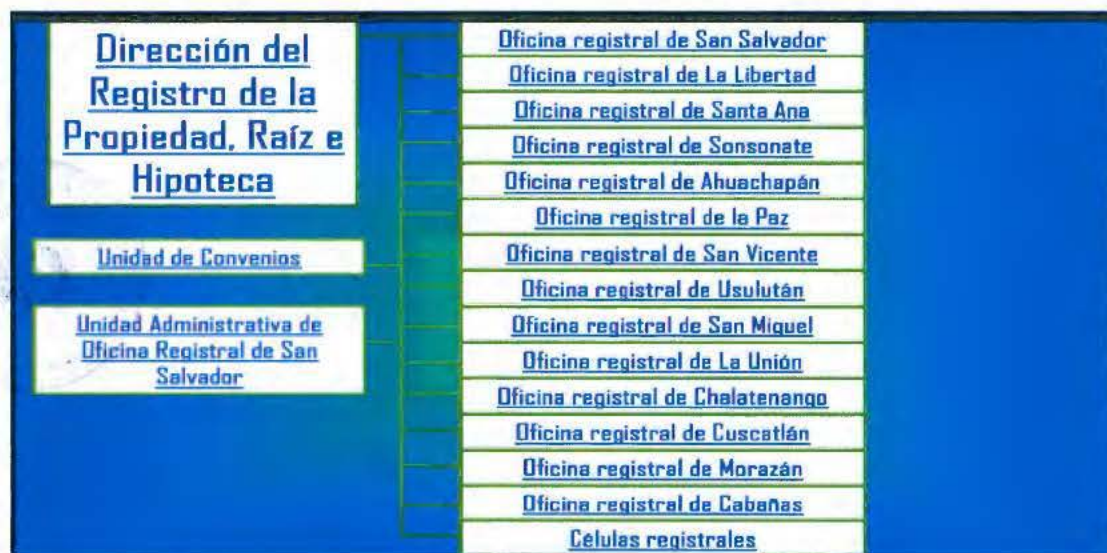 Dirección del
Registro de la
Propiedad, Raíz e
Hipoteca
Unidad de Convenios
Unidad Administrativa de
Oficina Registral de San
Salvador
Oficina registral de San Salvador
Oficina registral de La Libertad
Oficina registral de Santa Ana
Oficina registral de Sonsonate
Oficina registral de Ahuachapán
Oficina registral de la Paz
Oficina registral de San Vicente
Oficina registral de Usulután
Oficina registral de San Miguel
Oficina registral de La Unión
Oficina registral de Chalatenango
Oficina registral de Cuscatlán
Oficina registral de Morazán
Oficina registral de Cabañas
Células registrales